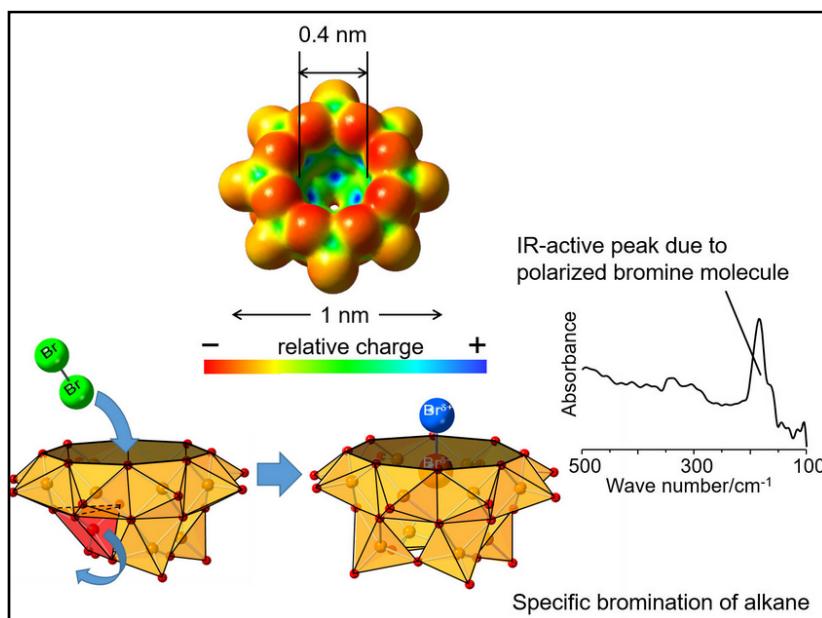 0.4 nm
1 nm
− relative charge +
IR-active peak due to
polarized bromine molecule
Absorbance
500 300 100
Wave number/cm⁻¹
Br
Br
Brδ+
Specific bromination of alkane